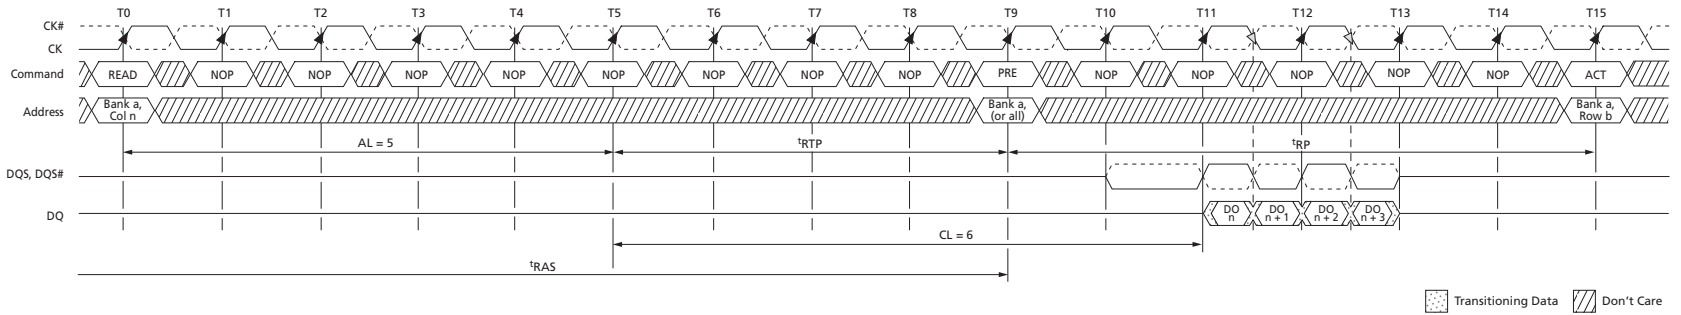 T0 T1 T2 T3 T4 T5 T6 T7 T8 T9 T10 T11 T12 T13 T14 T15
CK#
CK
Command READ NOP NOP NOP NOP NOP NOP NOP NOP PRE NOP NOP NOP NOP NOP ACT
Address Bank a, Col n Bank a, (or all) Bank a, Row b
AL = 5 tRTP tRP
DQS, DQS#
DQ DO n DO n + 1 DO n + 2 DO n + 3
CL = 6
tRAS
Transitioning Data Don't Care